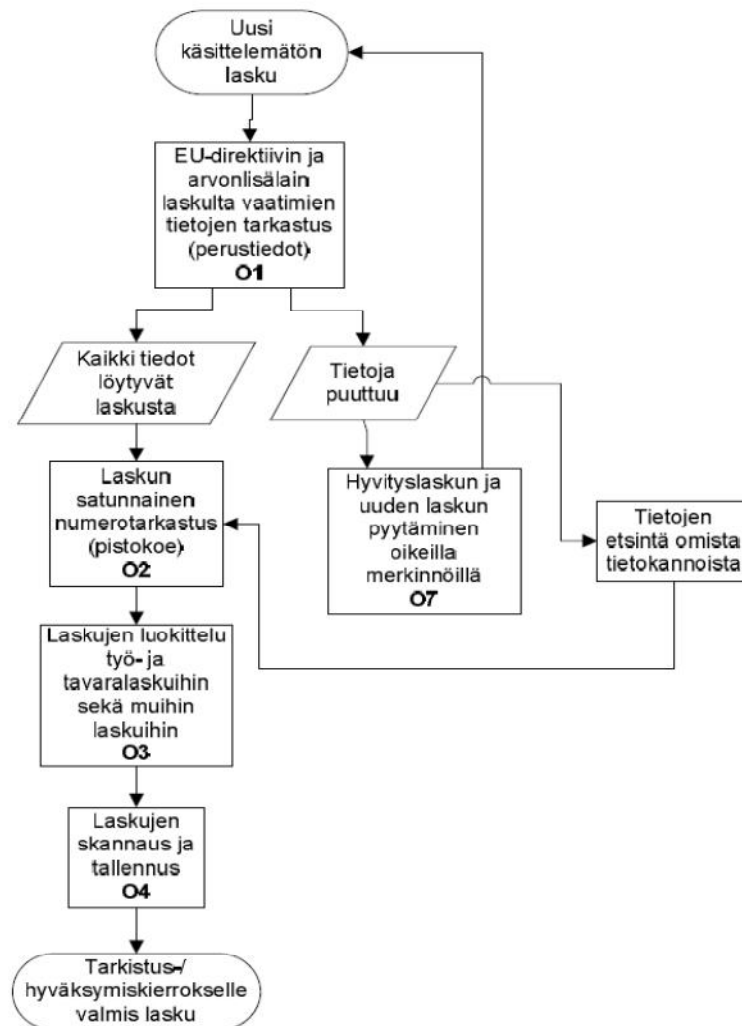 Uusi
käsittelemätön
lasku
EU-direktiivin ja
arvonlisälain
laskulta vaatimien
tietojen tarkastus
(perustiedot)
O1
Kaikki tiedot
löytyvät
laskusta
Tietoja
puuttuu
Laskun
satunnainen
numerotarkastus
(pistokoe)
O2
Hyvityslaskun ja
uuden laskun
pyytäminen
oikeilla
merkinnöillä
O7
Tietojen
etsintä omista
tietokannoista
Laskujen luokittelu
työ- ja
tavaralaskuihin
sekä muihin
laskuihin
O3
Laskujen
skannaus ja
tallennus
O4
Tarkistus-/
hyväksymiskierrokselle
valmis lasku